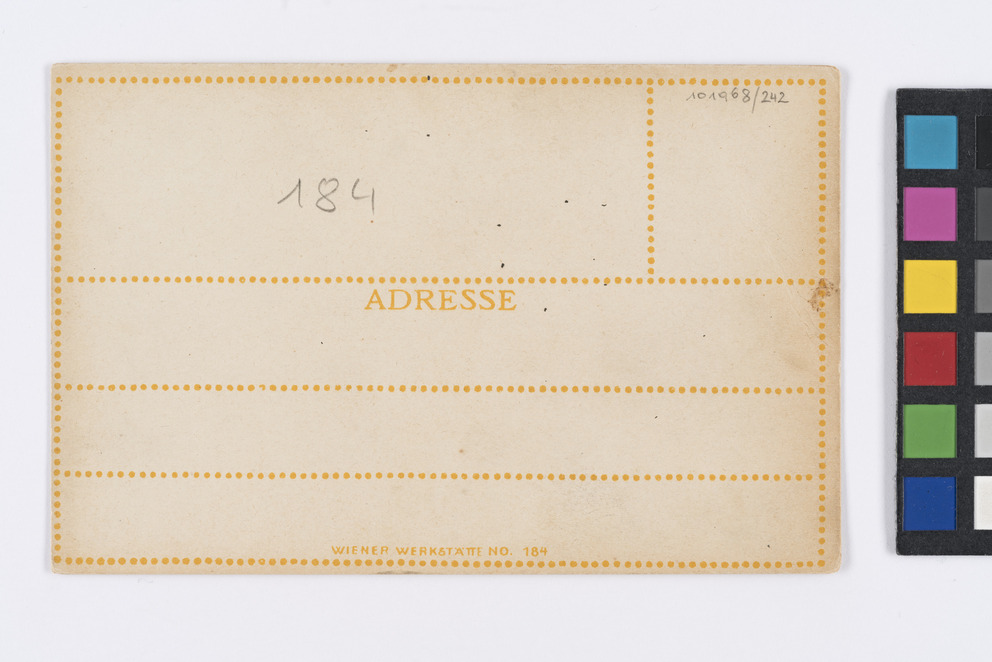 101968/242
184
ADRESSE
WIENER WERKSTÄTTE NO. 184